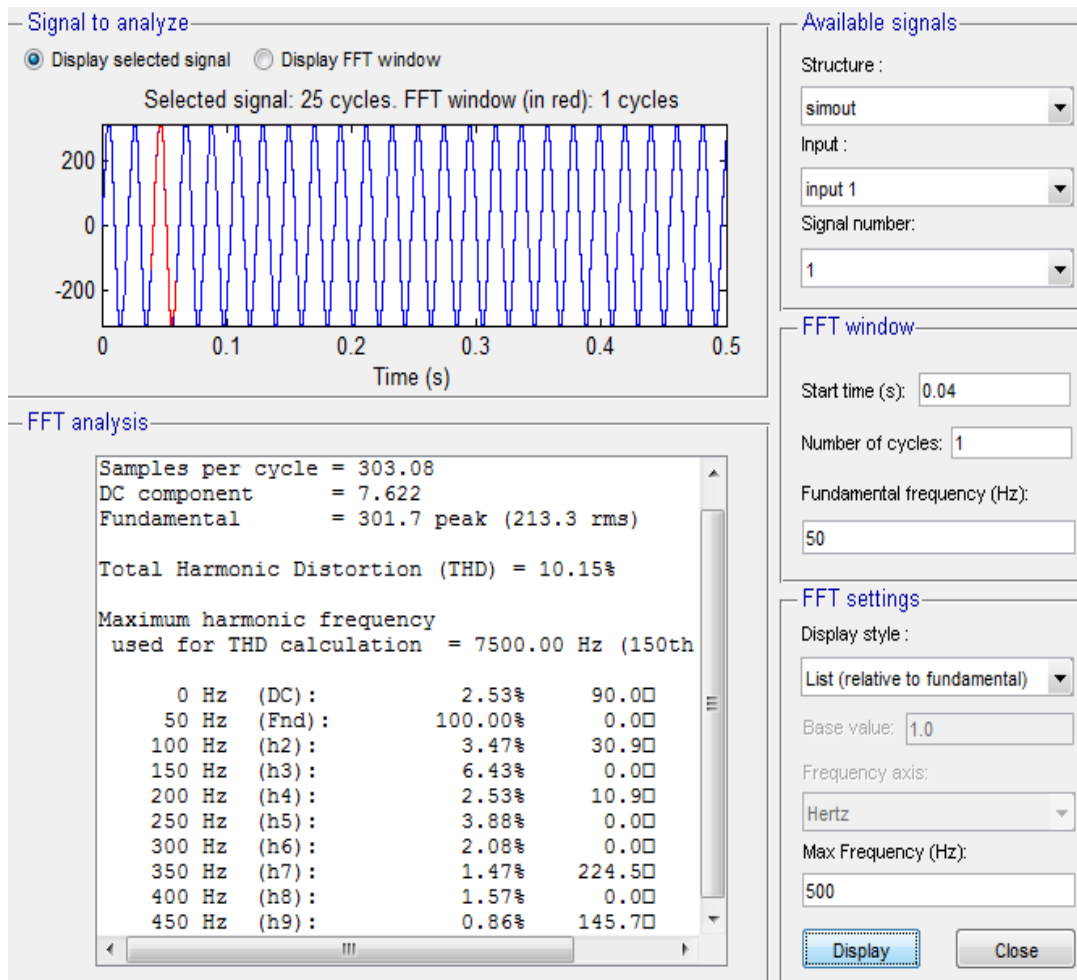 Signal to analyze
Display selected signal Display FFT window
Selected signal: 25 cycles. FFT window (in red): 1 cycles
200
0
-200
0 0.1 0.2 0.3 0.4 0.5
Time (s)
FFT analysis
Samples per cycle = 303.08
DC component = 7.622
Fundamental = 301.7 peak (213.3 rms)
Total Harmonic Distortion (THD) = 10.15%
Maximum harmonic frequency
used for THD calculation = 7500.00 Hz (150th
0 Hz (DC): 2.53% 90.0□
50 Hz (Fnd): 100.00% 0.0□
100 Hz (h2): 3.47% 30.9□
150 Hz (h3): 6.43% 0.0□
200 Hz (h4): 2.53% 10.9□
250 Hz (h5): 3.88% 0.0□
300 Hz (h6): 2.08% 0.0□
350 Hz (h7): 1.47% 224.5□
400 Hz (h8): 1.57% 0.0□
450 Hz (h9): 0.86% 145.7□
Available signals
Structure :
simout
Input :
input 1
Signal number:
1
FFT window
Start time (s): 0.04
Number of cycles: 1
Fundamental frequency (Hz):
50
FFT settings
Display style :
List (relative to fundamental)
Base value: 1.0
Frequency axis:
Hertz
Max Frequency (Hz):
500
Display Close